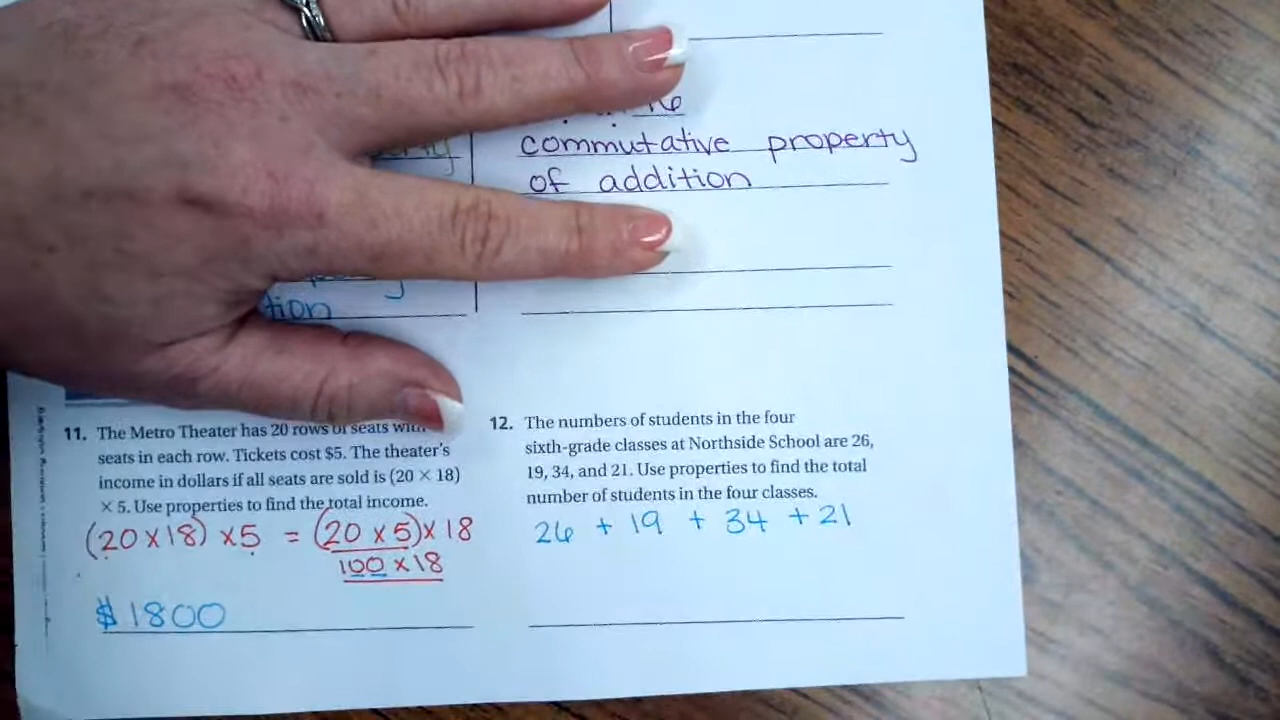 commutative property
of addition
tion
11. The Metro Theater has 20 rows of seats with
seats in each row. Tickets cost $5. The theater's
income in dollars if all seats are sold is (20 × 18)
× 5. Use properties to find the total income.
(20 × 18) × 5 = (20 × 5) × 18
100 × 18
$1800
12. The numbers of students in the four
sixth-grade classes at Northside School are 26,
19, 34, and 21. Use properties to find the total
number of students in the four classes.
26 + 19 + 34 + 21